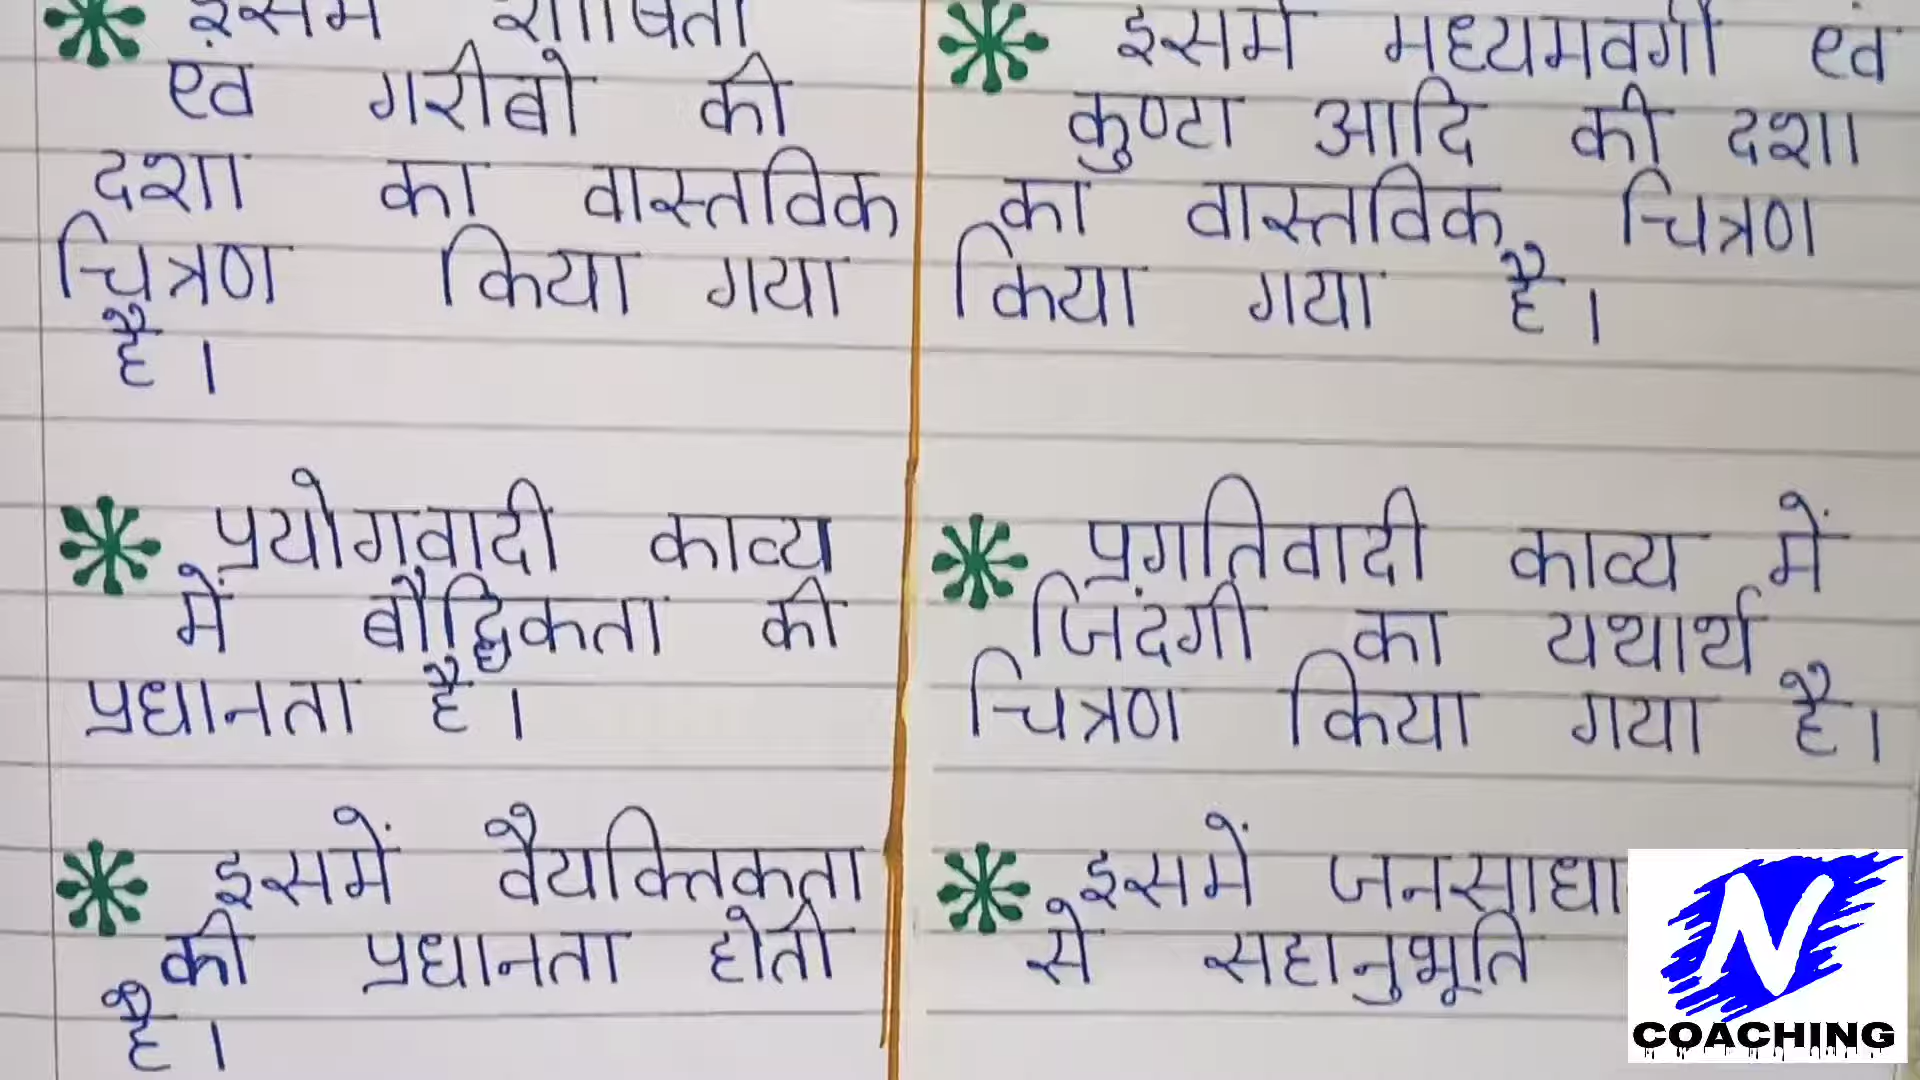 इसमें शोषितों
एवं गरीबों की
दशा का वास्तविक
चित्रण किया गया
है।
प्रयोगवादी काव्य
में बौद्धिकता की
प्रधानता है।
इसमें वैयक्तिकता
की प्रधानता होती
है।
इसमें मध्यमवर्गी एवं
कुण्टा आदि की दशा
का वास्तविक चित्रण
किया गया है।
प्रगतिवादी काव्य में
जिंदगी का यथार्थ
चित्रण किया गया है।
इसमें जनसाधा
से सहानुभूति
N
COACHING